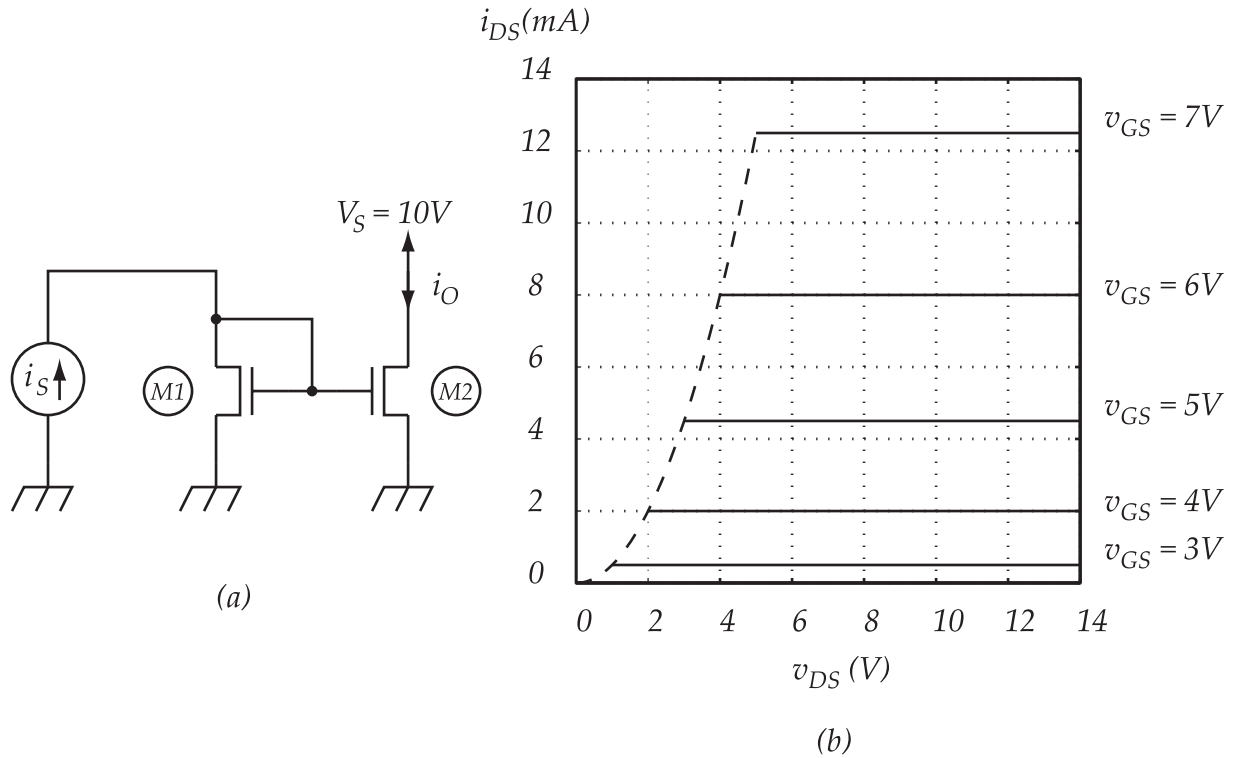 i_S
M1
V_S = 10V
i_O
M2
(a)
i_DS(mA)
14
12
10
8
6
4
2
0
0 2 4 6 8 10 12 14
v_DS (V)
v_GS = 7V
v_GS = 6V
v_GS = 5V
v_GS = 4V
v_GS = 3V
(b)